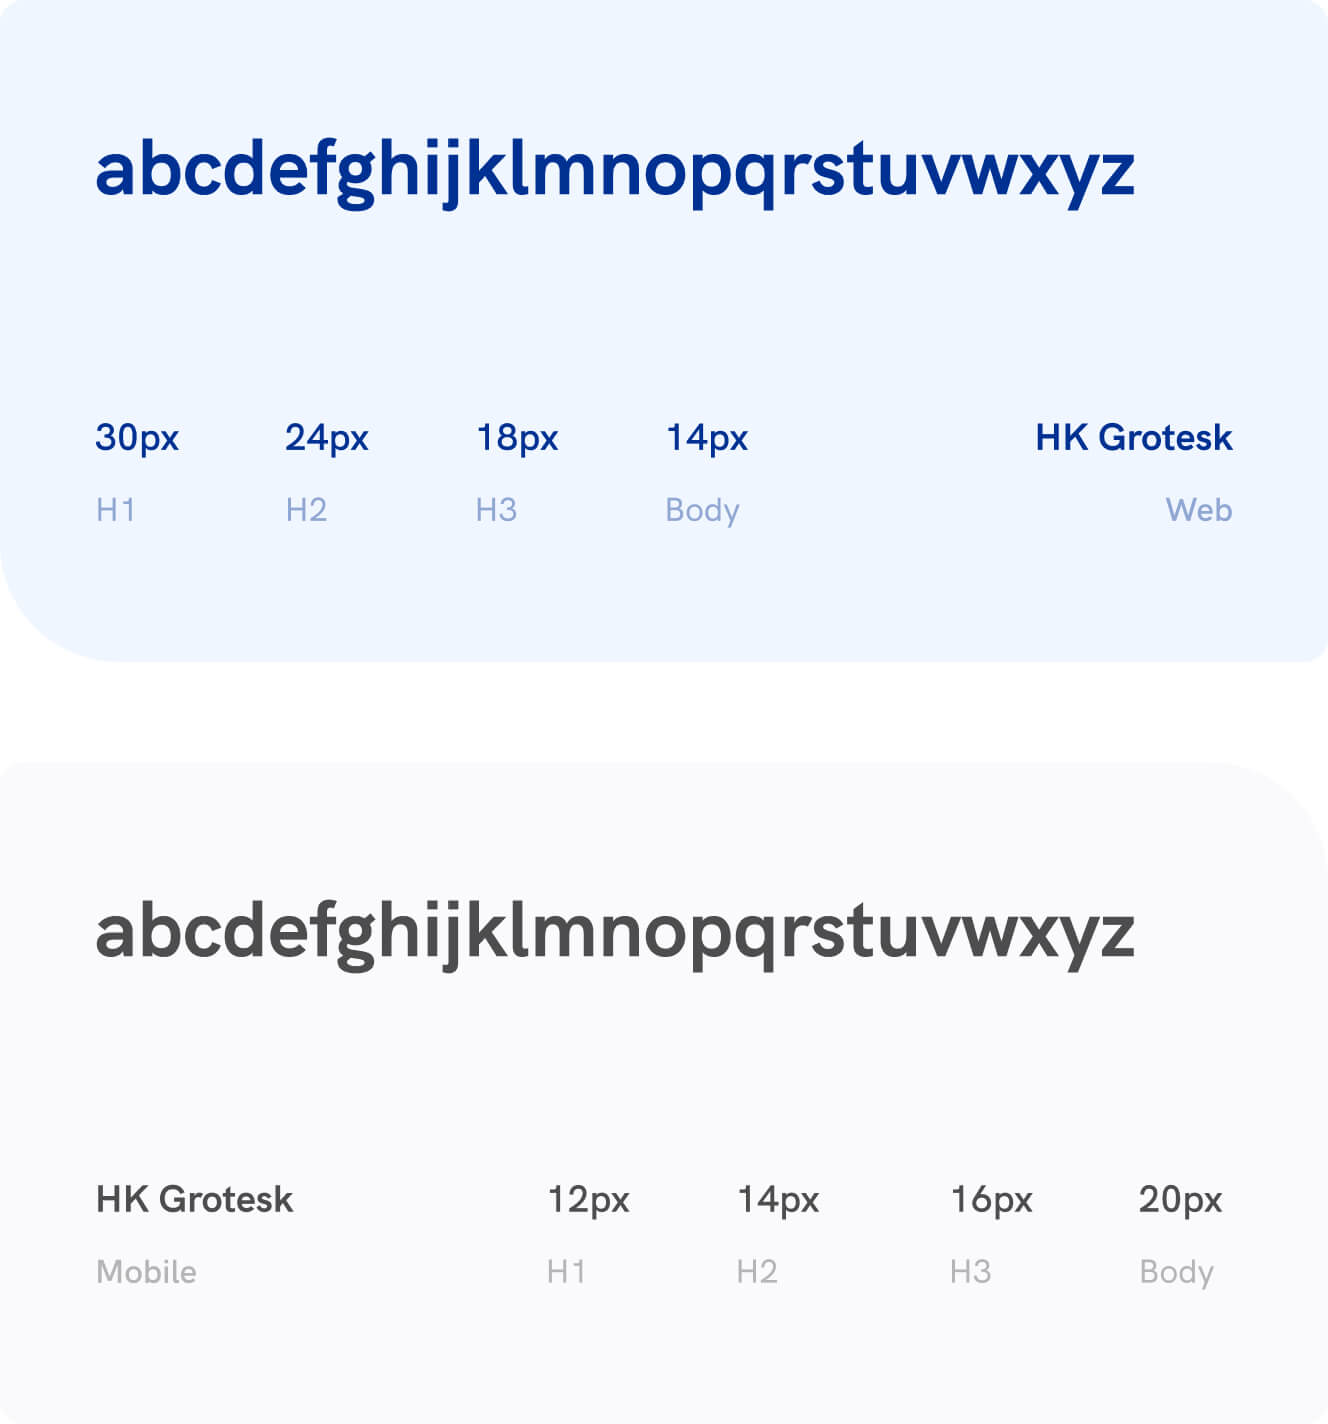 abcdefghijklmnopqrstuvwxyz
30px 24px 18px 14px HK Grotesk
H1 H2 H3 Body Web
abcdefghijklmnopqrstuvwxyz
HK Grotesk 12px 14px 16px 20px
Mobile H1 H2 H3 Body